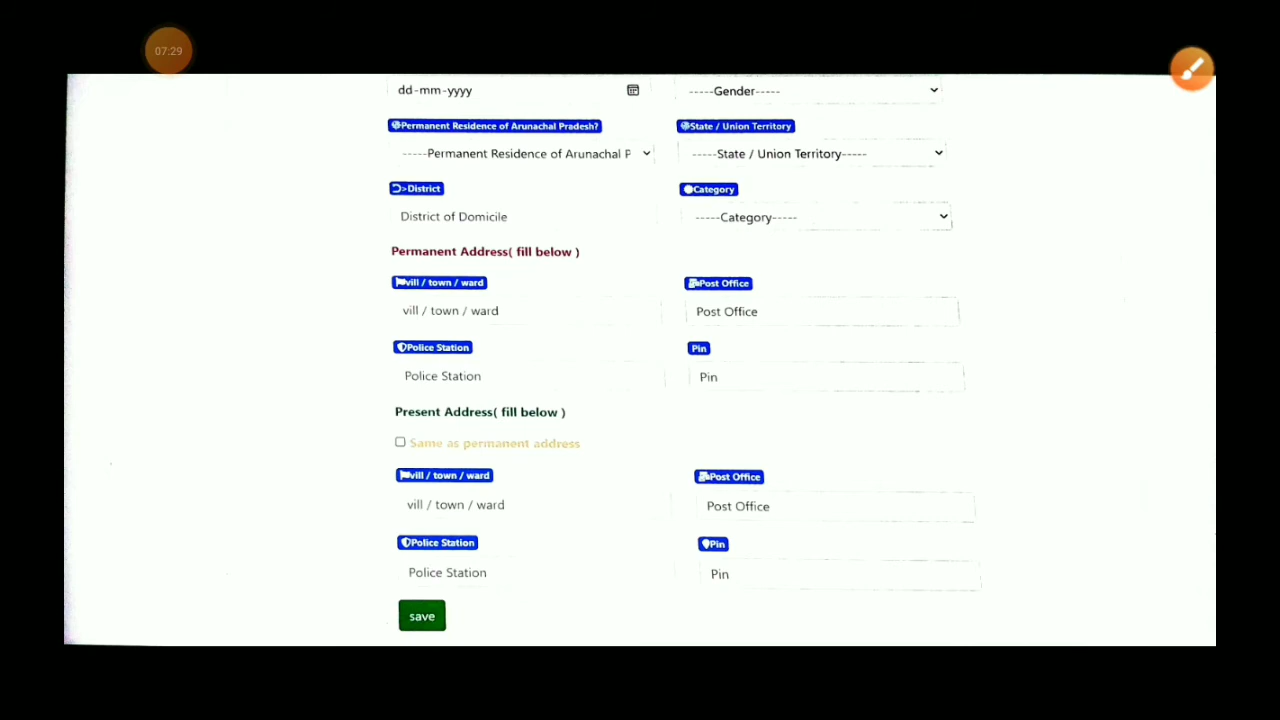 07:29
dd-mm-yyyy
-----Gender-----
Permanent Residence of Arunachal Pradesh?
State / Union Territory
-----Permanent Residence of Arunachal P
-----State / Union Territory-----
>District
Category
District of Domicile
-----Category-----
Permanent Address( fill below )
vill / town / ward
Post Office
vill / town / ward
Post Office
Police Station
Pin
Police Station
Pin
Present Address( fill below )
Same as permanent address
vill / town / ward
Post Office
vill / town / ward
Post Office
Police Station
Pin
Police Station
Pin
save